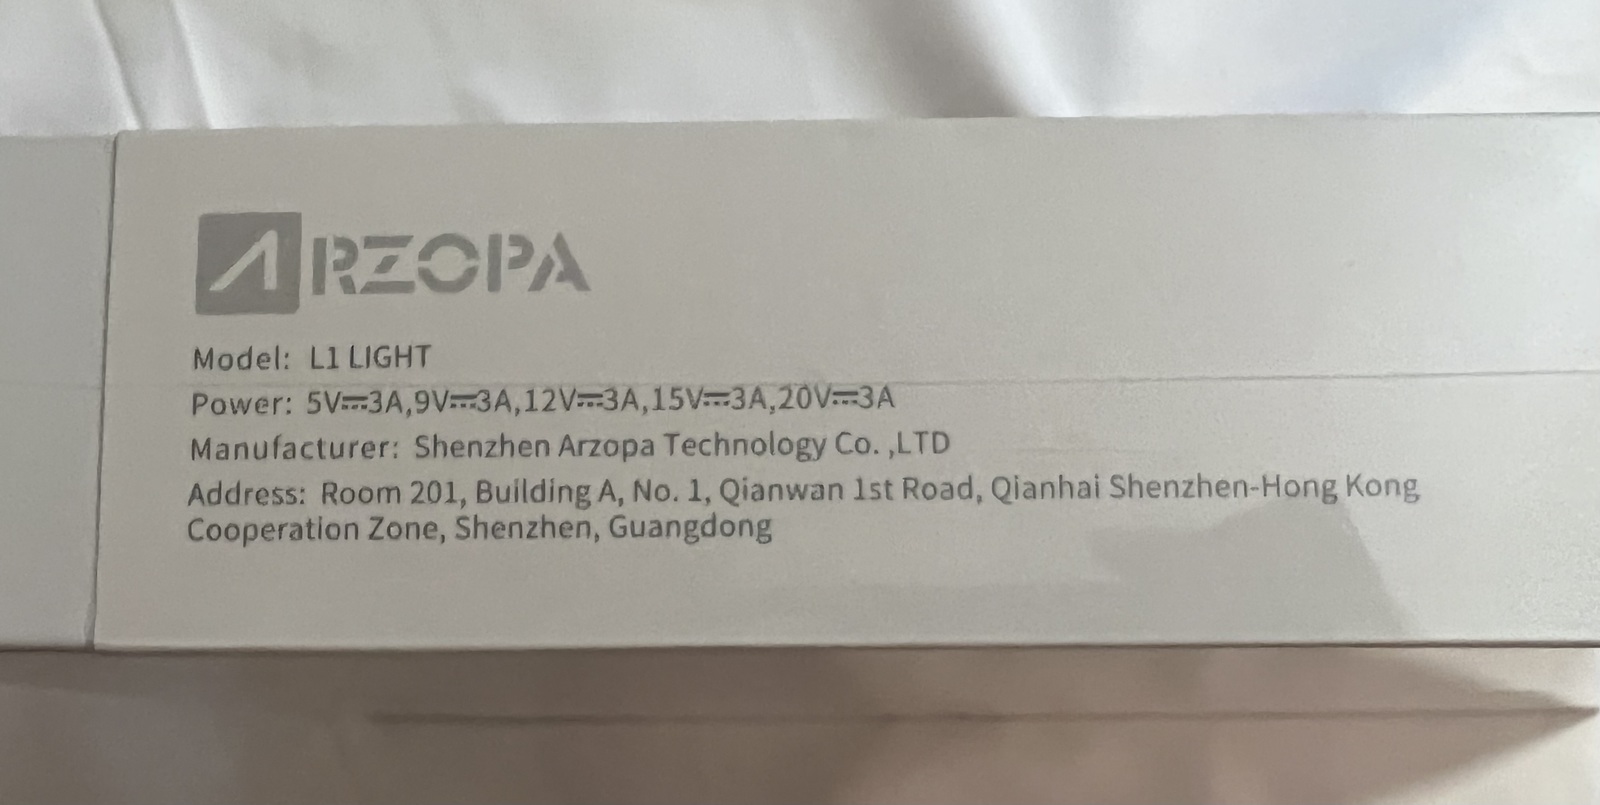 ARZOPA
Model: L1 LIGHT
Power: 5V⎓3A,9V⎓3A,12V⎓3A,15V⎓3A,20V⎓3A
Manufacturer: Shenzhen Arzopa Technology Co. ,LTD
Address: Room 201, Building A, No. 1, Qianwan 1st Road, Qianhai Shenzhen-Hong Kong
Cooperation Zone, Shenzhen, Guangdong